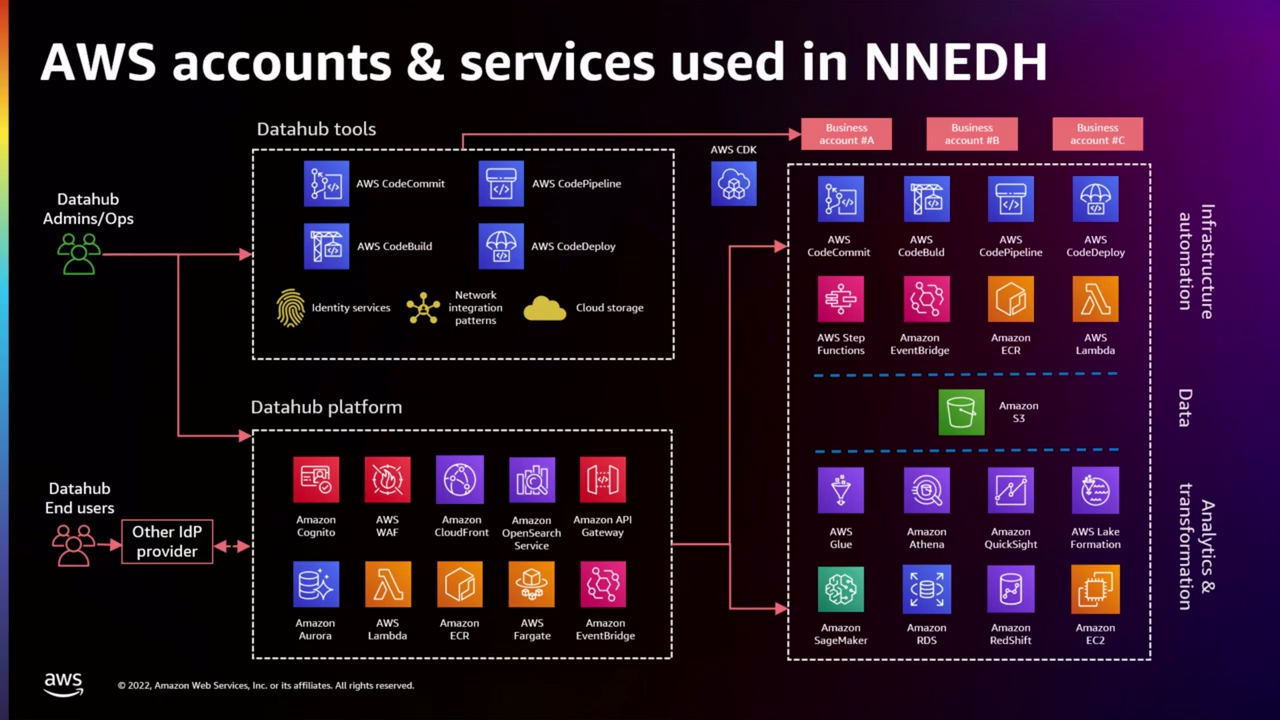 AWS accounts & services used in NNEDH
Datahub tools
AWS CodeCommit
AWS CodePipeline
AWS CodeBuild
AWS CodeDeploy
Identity services
Network
integration
patterns
Cloud storage
Datahub
Admins/Ops
Datahub platform
Amazon
Cognito
AWS
WAF
Amazon
CloudFront
Amazon
OpenSearch
Service
Amazon API
Gateway
Amazon
Aurora
AWS
Lambda
Amazon
ECR
AWS
Fargate
Amazon
EventBridge
Datahub
End users
Other IdP
provider
AWS CDK
Business
account #A
Business
account #B
Business
account #C
AWS
CodeCommit
AWS
CodeBuld
AWS
CodePipeline
AWS
CodeDeploy
AWS Step
Functions
Amazon
EventBridge
Amazon
ECR
AWS
Lambda
Infrastructure
automation
Amazon
S3
Data
AWS
Glue
Amazon
Athena
Amazon
QuickSight
AWS Lake
Formation
Amazon
SageMaker
Amazon
RDS
Amazon
RedShift
Amazon
EC2
Analytics &
transformation
aws
© 2022, Amazon Web Services, Inc. or its affiliates. All rights reserved.